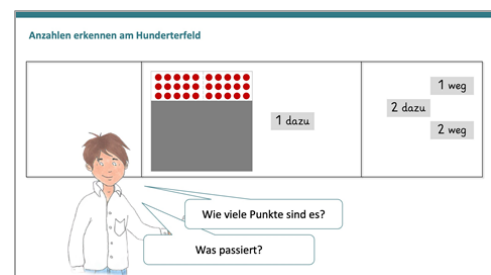 Anzahlen erkennen am Hunderterfeld
1 weg
2 dazu
1 dazu
2 weg
Wie viele Punkte sind es?
Was passiert?